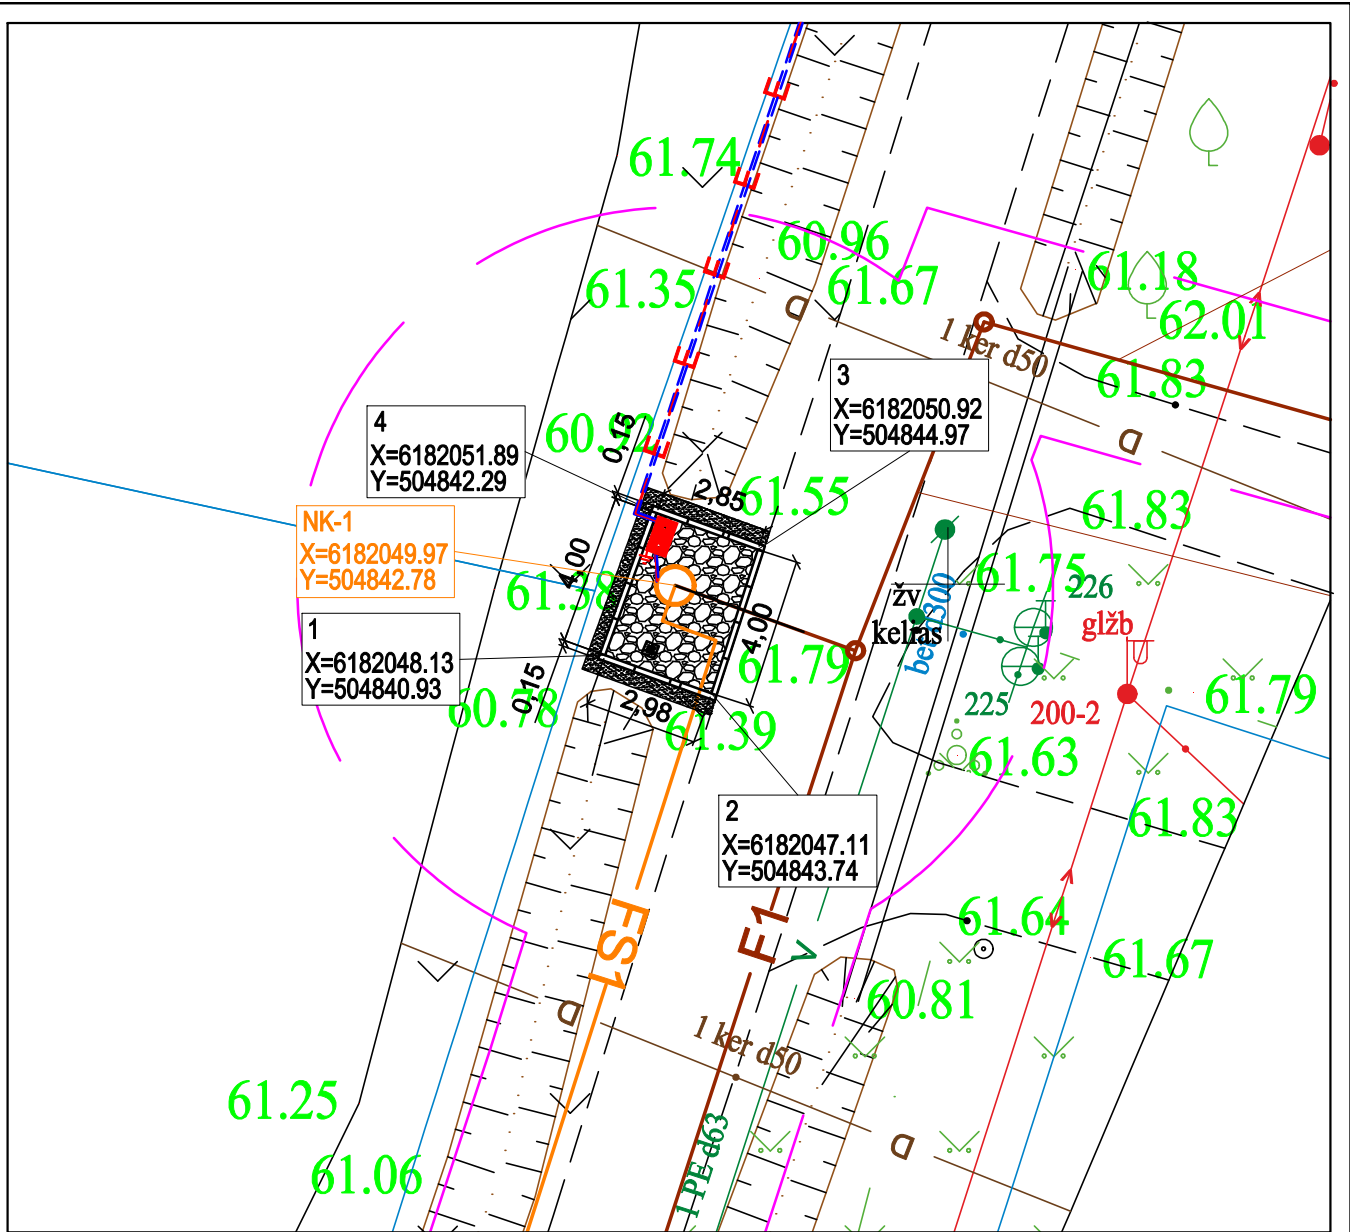 E
61.74
E
60.96
61.67
61.18
E
61.35
D
62.01
1 ker d50
E
61.83
3
X=6182050.92
Y=504844.97
4
X=6182051.89
Y=504842.29
0,15
60.92
E
D
2,85
61.55
61.83
NK-1
X=6182049.97
Y=504842.78
4,00
61.38
61.75
226
žv
kelias
glžb
1
X=6182048.13
Y=504840.93
4,00
61.79
0,15
60.78
2,98
61.39
225
200-2
61.79
61.63
2
X=6182047.11
Y=504843.74
61.83
FS1
F1
V
61.64
61.67
60.81
D
1 ker d50
61.25
61.06
1 PE d63
D